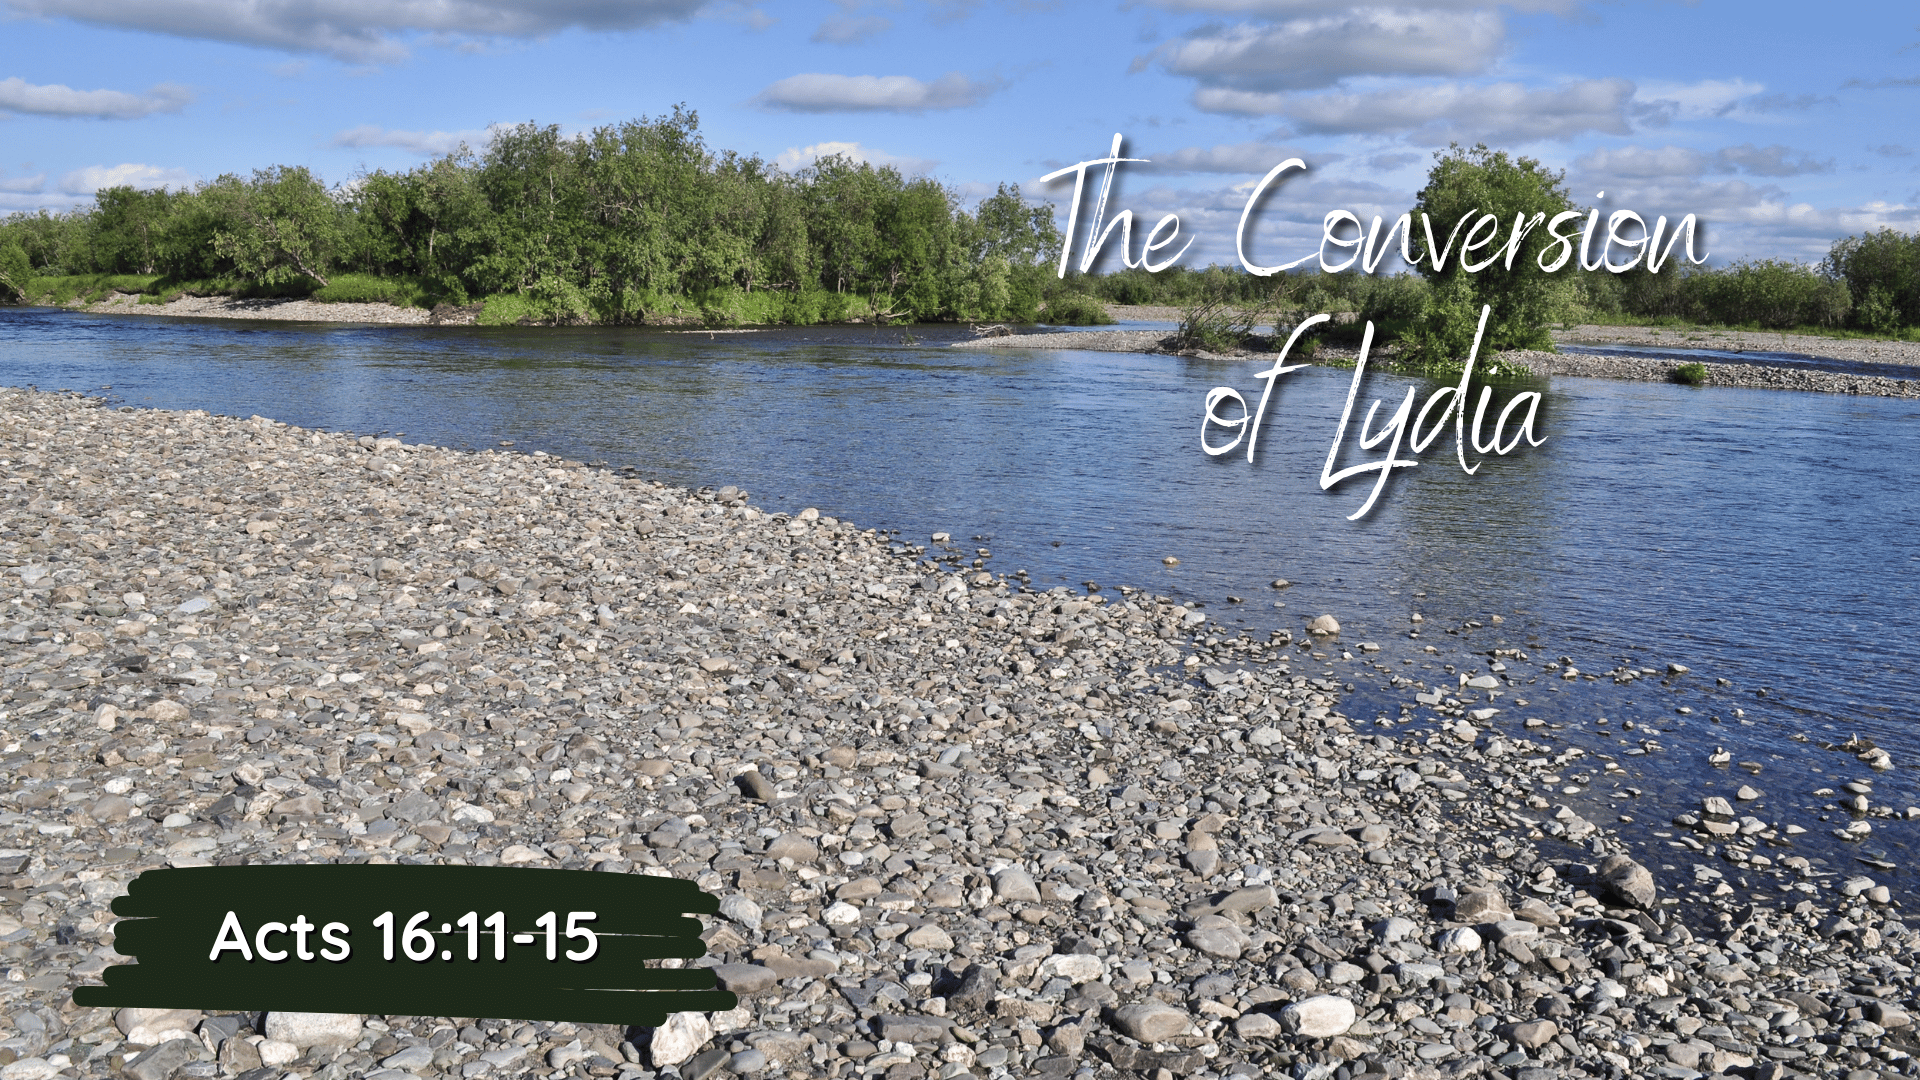 The Conversion
of Lydia
Acts 16:11-15